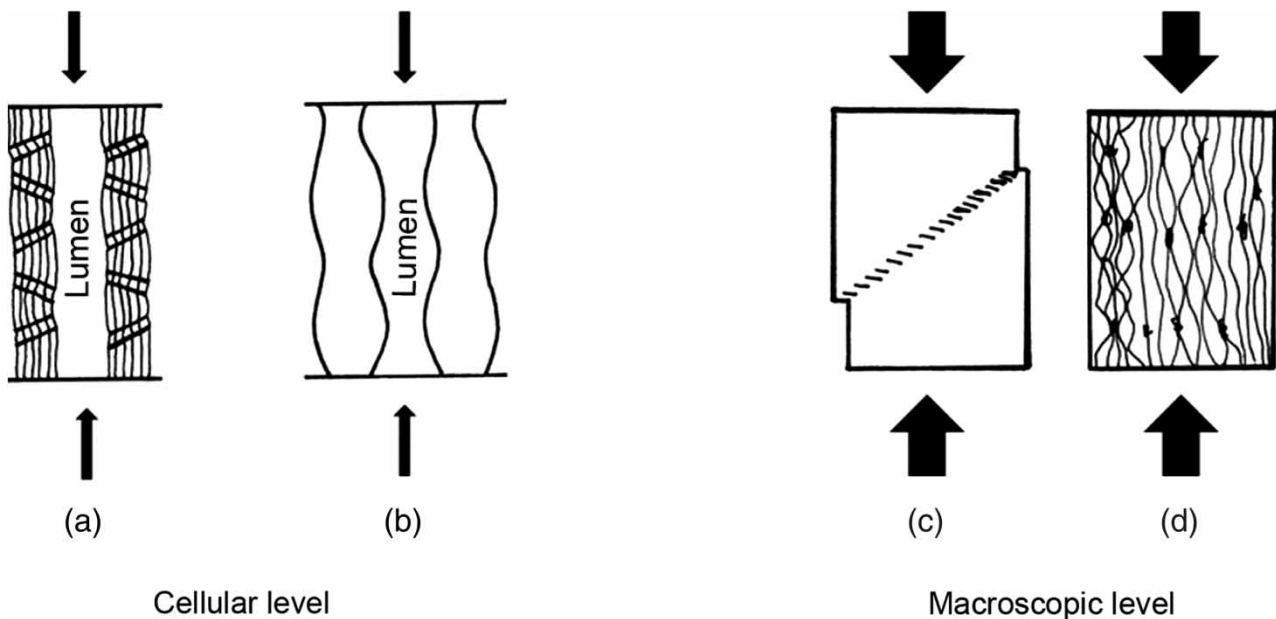 Lumen
Lumen
(a)
(b)
(c)
(d)
Cellular level
Macroscopic level